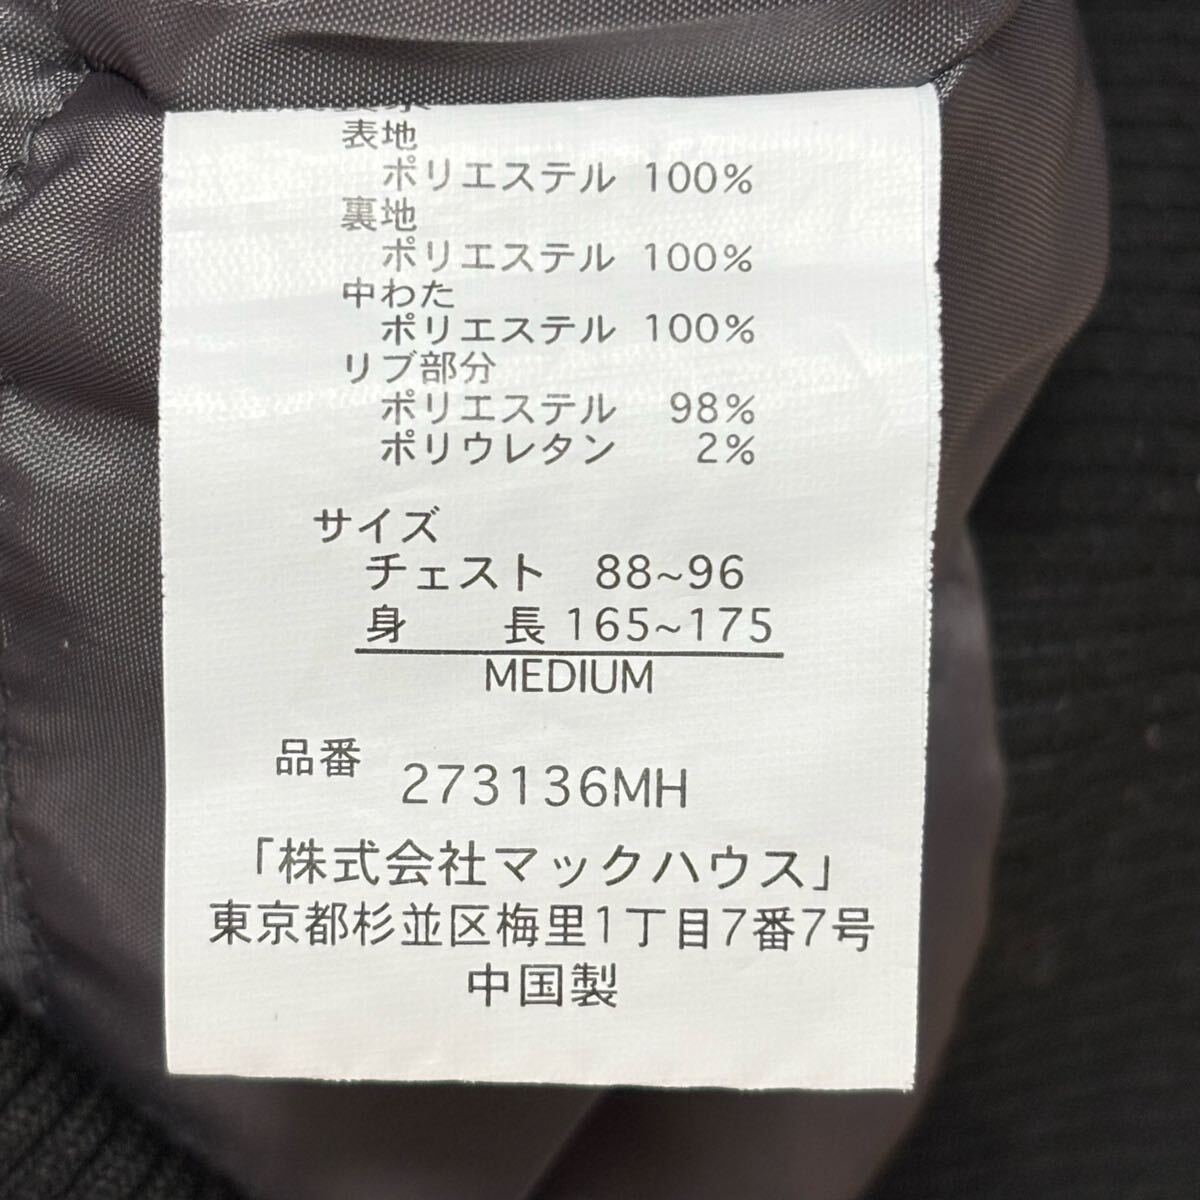 表地
ポリエステル 100%
裏地
ポリエステル 100%
中わた
ポリエステル 100%
リブ部分
ポリエステル 98%
ポリウレタン 2%
サイズ
チェスト 88~96
身 長 165~175
MEDIUM
品番 273136MH
「株式会社マックハウス」
東京都杉並区梅里1丁目7番7号
中国製